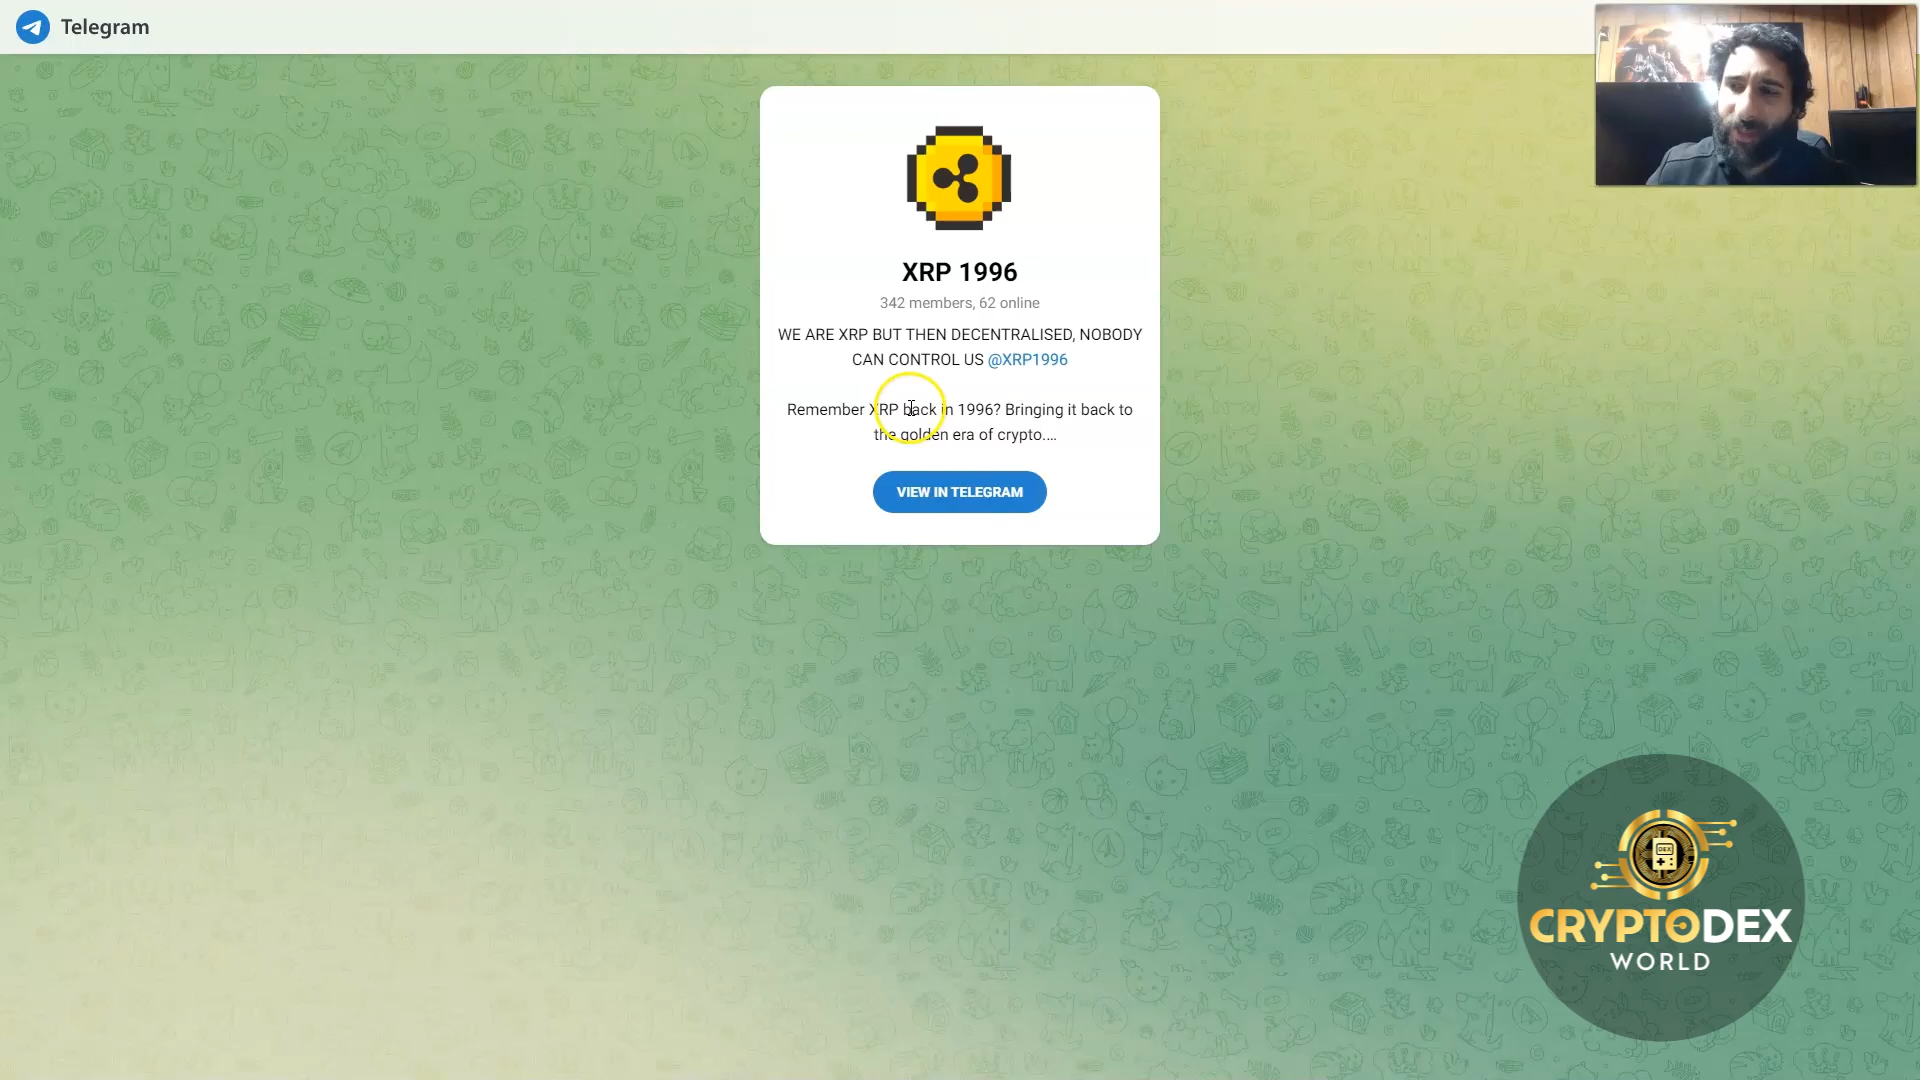 Telegram
XRP 1996
342 members, 62 online
WE ARE XRP BUT THEN DECENTRALISED, NOBODY
CAN CONTROL US @XRP1996
Remember XRP back in 1996? Bringing it back to
the golden era of crypto....
VIEW IN TELEGRAM
DEX
CRYPTODEX
WORLD